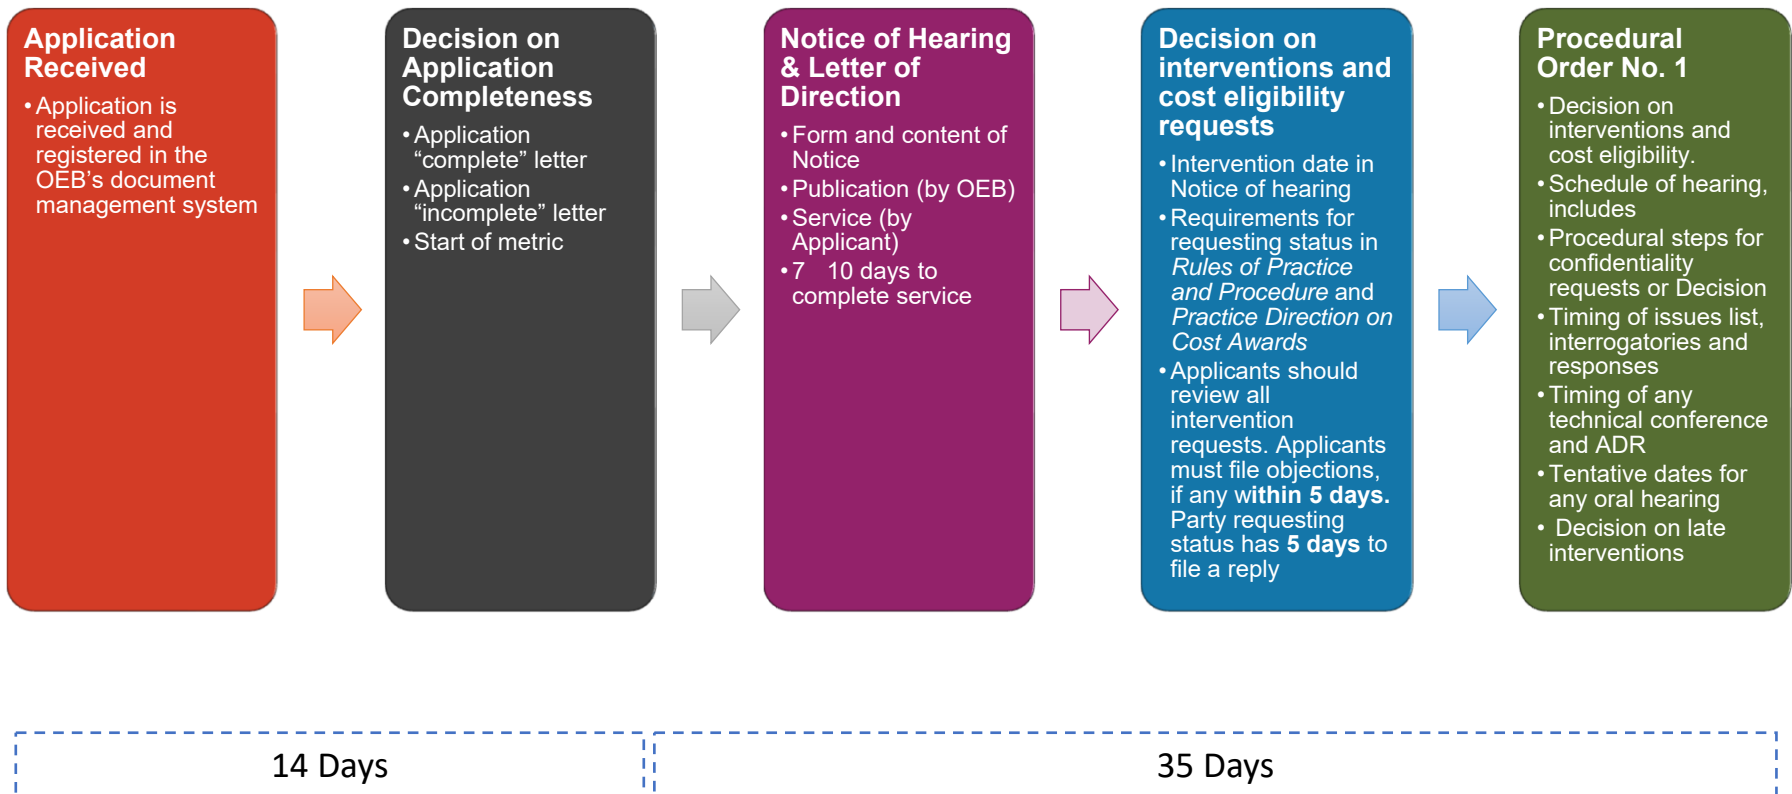 Application
Received
• Application is
received and
registered in the
OEB’s document
management system
Decision on
Application
Completeness
• Application
“complete” letter
• Application
“incomplete” letter
• Start of metric
Notice of Hearing
& Letter of
Direction
• Form and content of
Notice
• Publication (by OEB)
• Service (by
Applicant)
• 7 10 days to
complete service
Decision on
interventions and
cost eligibility
requests
• Intervention date in
Notice of hearing
• Requirements for
requesting status in
Rules of Practice
and Procedure and
Practice Direction on
Cost Awards
• Applicants should
review all
intervention
requests. Applicants
must file objections,
if any within 5 days.
Party requesting
status has 5 days to
file a reply
Procedural
Order No. 1
• Decision on
interventions and
cost eligibility.
• Schedule of hearing,
includes
• Procedural steps for
confidentiality
requests or Decision
• Timing of issues list,
interrogatories and
responses
• Timing of any
technical conference
and ADR
• Tentative dates for
any oral hearing
• Decision on late
interventions
14 Days
35 Days